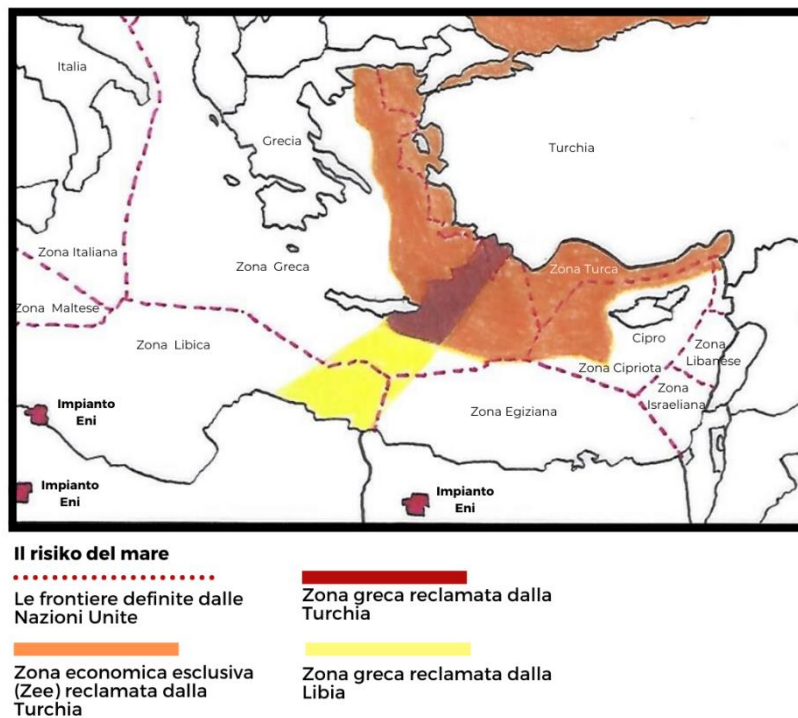 Italia
Grecia
Turchia
Zona Italiana
Zona Greca
Zona Turca
Zona Maltese
Zona Libica
Cipro
Zona Cipriota
Zona
Libanese
Zona
Israeliana
Zona Egiziana
Impianto
Eni
Impianto
Eni
Impianto
Eni
Il risiko del mare
Le frontiere definite dalle
Nazioni Unite
Zona greca reclamata dalla
Turchia
Zona economica esclusiva
(Zee) reclamata dalla
Turchia
Zona greca reclamata dalla
Libia